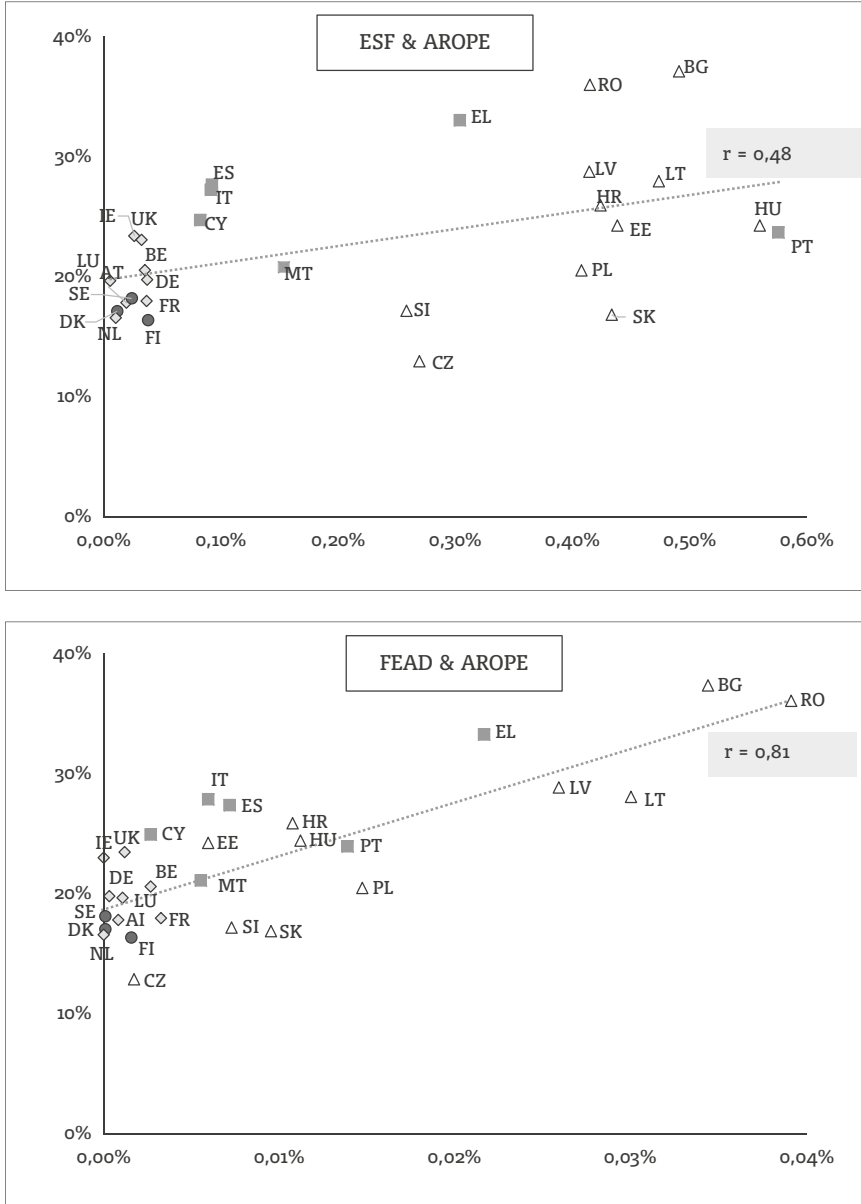 ESF & AROPE
40%
30%
20%
10%
0%
BG
RO
EL
r = 0,48
ES
LV
LT
IT
HR
IE
UK
CY
HU
EE
PT
BE
LU
AT
MT
DE
PL
SE
FR
SI
SK
DK
NL
FI
CZ
0,00%
0,10%
0,20%
0,30%
0,40%
0,50%
0,60%
FEAD & AROPE
40%
30%
20%
10%
0%
BG
RO
EL
r = 0,81
IT
LV
ES
LT
HR
CY
UK
IE
EE
HU
PT
BE
DE
MT
PL
LU
SE
AI
FR
DK
SI
SK
NL
FI
CZ
0,00%
0,01%
0,02%
0,03%
0,04%